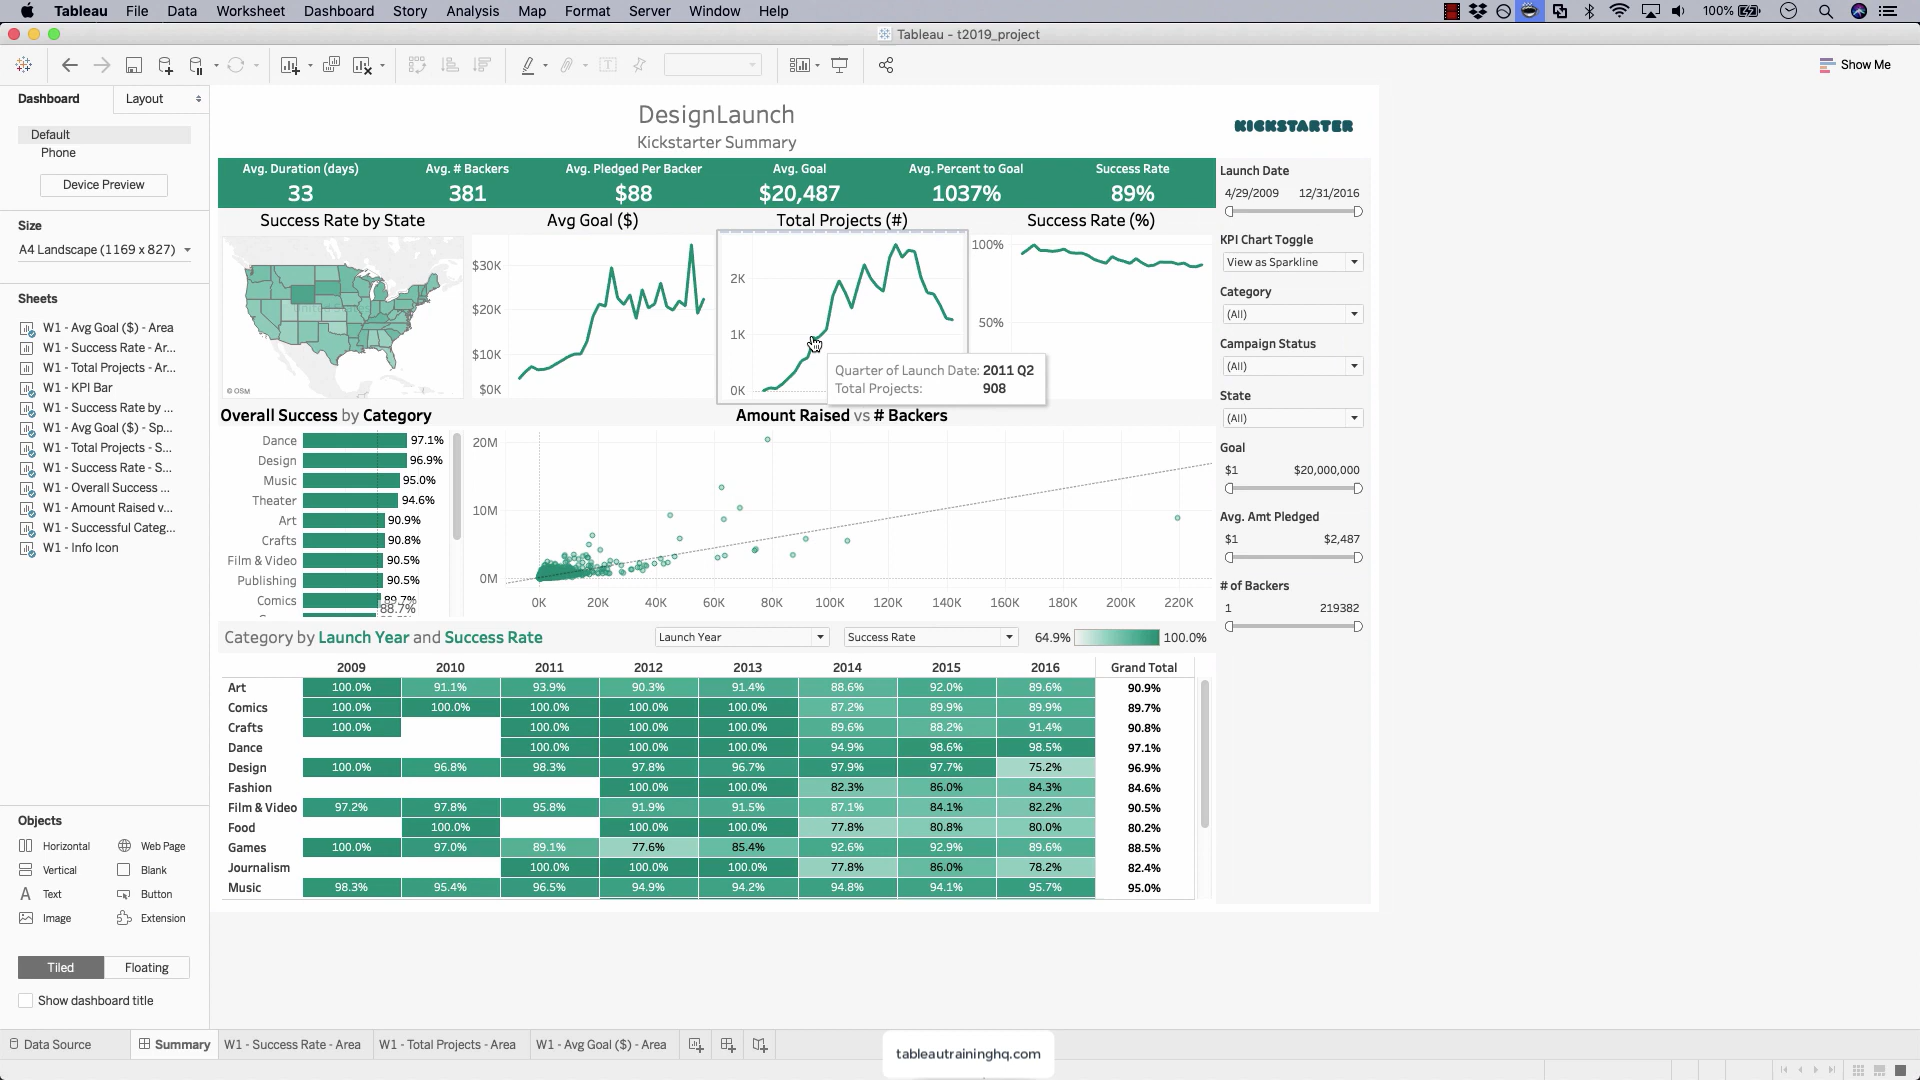 Tableau File Data Worksheet Dashboard Story Analysis Map Format Server Window Help 100%
Tableau - t2019_project
Show Me
Dashboard Layout
Default
Phone
Device Preview
Size
A4 Landscape (1169 x 827)
Sheets
W1 - Avg Goal ($) - Area
W1 - Success Rate - Ar...
W1 - Total Projects - Ar...
W1 - KPI Bar
W1 - Success Rate by ...
W1 - Avg Goal ($) - Sp...
W1 - Total Projects - S...
W1 - Success Rate - S...
W1 - Overall Success ...
W1 - Amount Raised v...
W1 - Successful Categ...
W1 - Info Icon
Objects
Horizontal Web Page
Vertical Blank
Text Button
Image Extension
Tiled Floating
Show dashboard title
DesignLaunch
Kickstarter Summary
KICKSTARTER
Avg. Duration (days) Avg. # Backers Avg. Pledged Per Backer Avg. Goal Avg. Percent to Goal Success Rate
33 381 $88 $20,487 1037% 89%
Success Rate by State Avg Goal ($) Total Projects (#) Success Rate (%)
United States
© OSM
$30K
$20K
$10K
$0K
2K
1K
0K
100%
50%
Quarter of Launch Date: 2011 Q2
Total Projects: 908
Overall Success by Category
Dance 97.1%
Design 96.9%
Music 95.0%
Theater 94.6%
Art 90.9%
Crafts 90.8%
Film & Video 90.5%
Publishing 90.5%
Comics 89.7%
88.7%
Amount Raised vs # Backers
20M
10M
0M
0K 20K 40K 60K 80K 100K 120K 140K 160K 180K 200K 220K
Category by Launch Year and Success Rate Launch Year Success Rate 64.9% 100.0%
2009 2010 2011 2012 2013 2014 2015 2016 Grand Total
Art 100.0% 91.1% 93.9% 90.3% 91.4% 88.6% 92.0% 89.6% 90.9%
Comics 100.0% 100.0% 100.0% 100.0% 100.0% 87.2% 89.9% 89.9% 89.7%
Crafts 100.0% 100.0% 100.0% 100.0% 89.6% 88.2% 91.4% 90.8%
Dance 100.0% 100.0% 100.0% 94.9% 98.6% 98.5% 97.1%
Design 100.0% 96.8% 98.3% 97.8% 96.7% 97.9% 97.7% 75.2% 96.9%
Fashion 100.0% 100.0% 82.3% 86.0% 84.3% 84.6%
Film & Video 97.2% 97.8% 95.8% 91.9% 91.5% 87.1% 84.1% 82.2% 90.5%
Food 100.0% 100.0% 100.0% 77.8% 80.8% 80.0% 80.2%
Games 100.0% 97.0% 89.1% 77.6% 85.4% 92.6% 92.9% 89.6% 88.5%
Journalism 100.0% 100.0% 100.0% 77.8% 86.0% 78.2% 82.4%
Music 98.3% 95.4% 96.5% 94.9% 94.2% 94.8% 94.1% 95.7% 95.0%
Launch Date
4/29/2009 12/31/2016
KPI Chart Toggle
View as Sparkline
Category
(All)
Campaign Status
(All)
State
(All)
Goal
$1 $20,000,000
Avg. Amt Pledged
$1 $2,487
# of Backers
1 219382
Data Source Summary W1 - Success Rate - Area W1 - Total Projects - Area W1 - Avg Goal ($) - Area
tableautraininghq.com